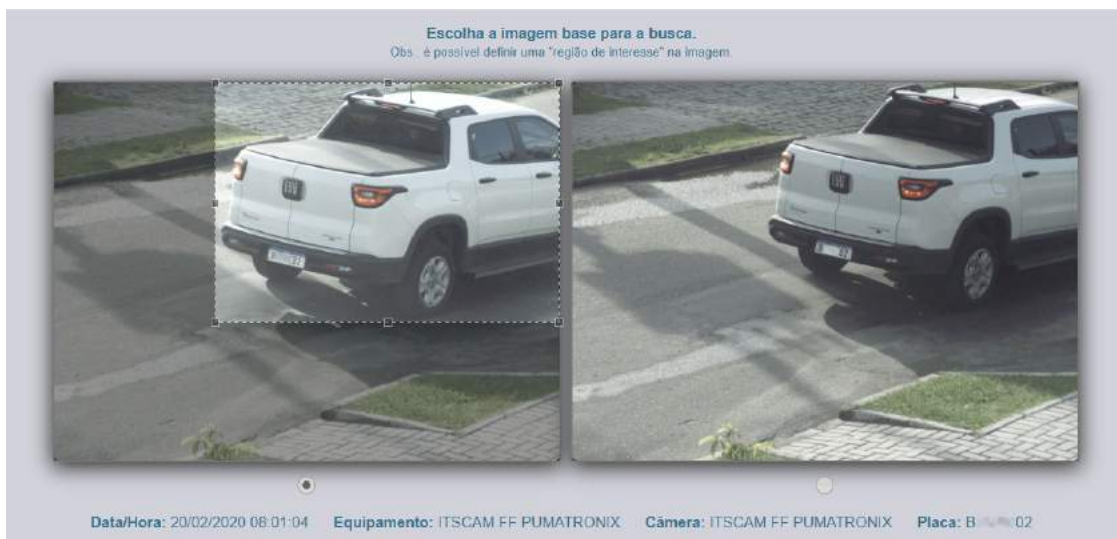 Escolha a imagem base para a busca.
Obs.: é possível definir uma "região de interesse" na imagem.
Data/Hora: 20/02/2020 08:01:04 Equipamento: ITSCAM FF PUMATRONIX Câmera: ITSCAM FF PUMATRONIX Placa: B 02